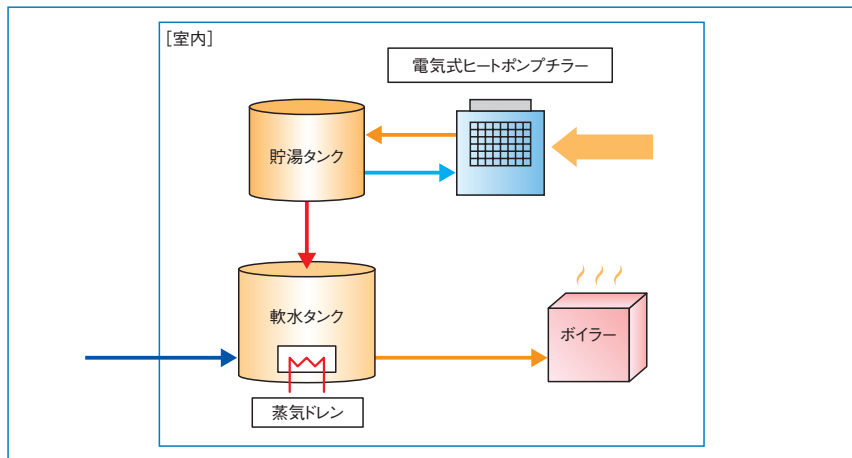 [室内]
電気式ヒートポンプチラー
貯湯タンク
軟水タンク
ボイラー
蒸気ドレン